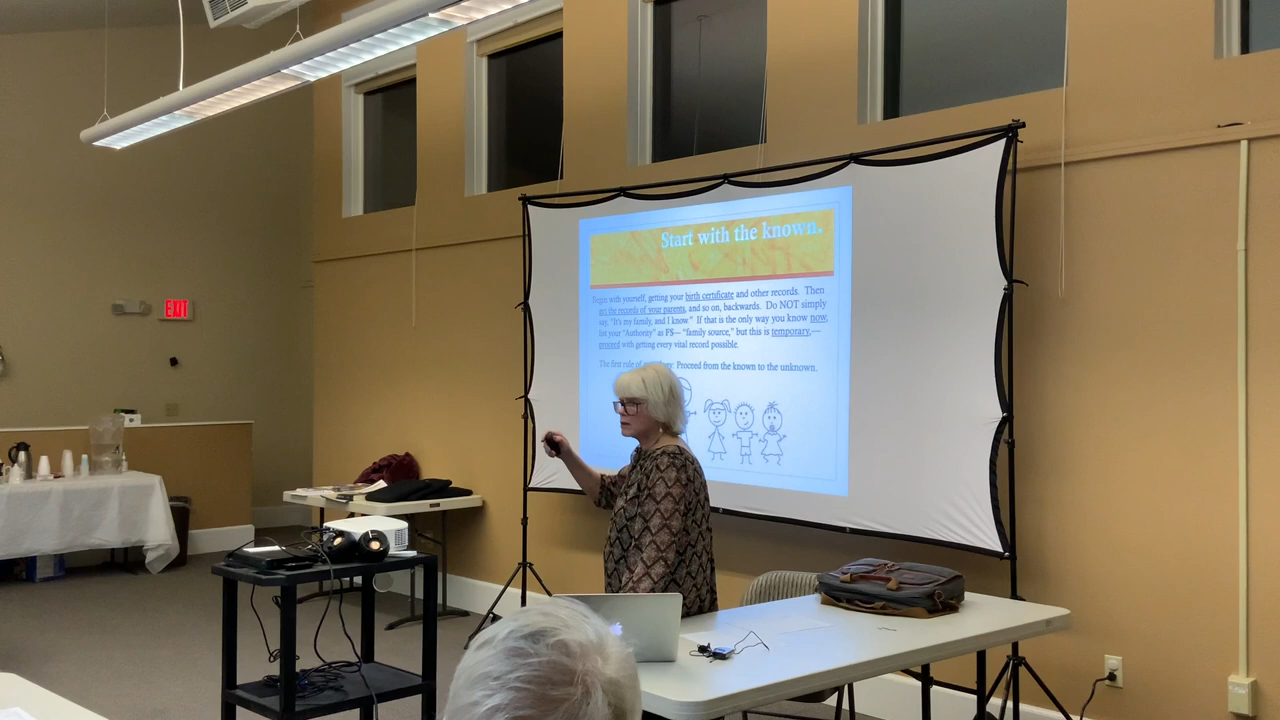 EXIT
Start with the known.
Begin with yourself, getting your birth certificate and other records. Then
get the records of your parents, and so on, backwards. Do NOT simply
say, "It's my family, and I know." If that is the only way you know now,
list your "Authority" as FS— "family source," but this is temporary,—
proceed with getting every vital record possible.
The first rule of Proceed from the known to the unknown.